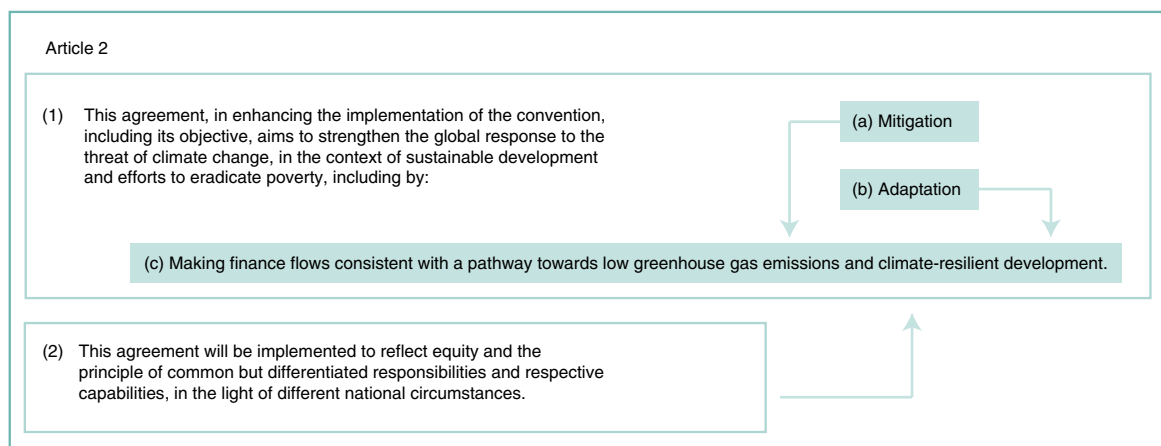 Article 2
(1) This agreement, in enhancing the implementation of the convention,
including its objective, aims to strengthen the global response to the
threat of climate change, in the context of sustainable development
and efforts to eradicate poverty, including by:
(a) Mitigation
(b) Adaptation
(c) Making finance flows consistent with a pathway towards low greenhouse gas emissions and climate-resilient development.
(2) This agreement will be implemented to reflect equity and the
principle of common but differentiated responsibilities and respective
capabilities, in the light of different national circumstances.